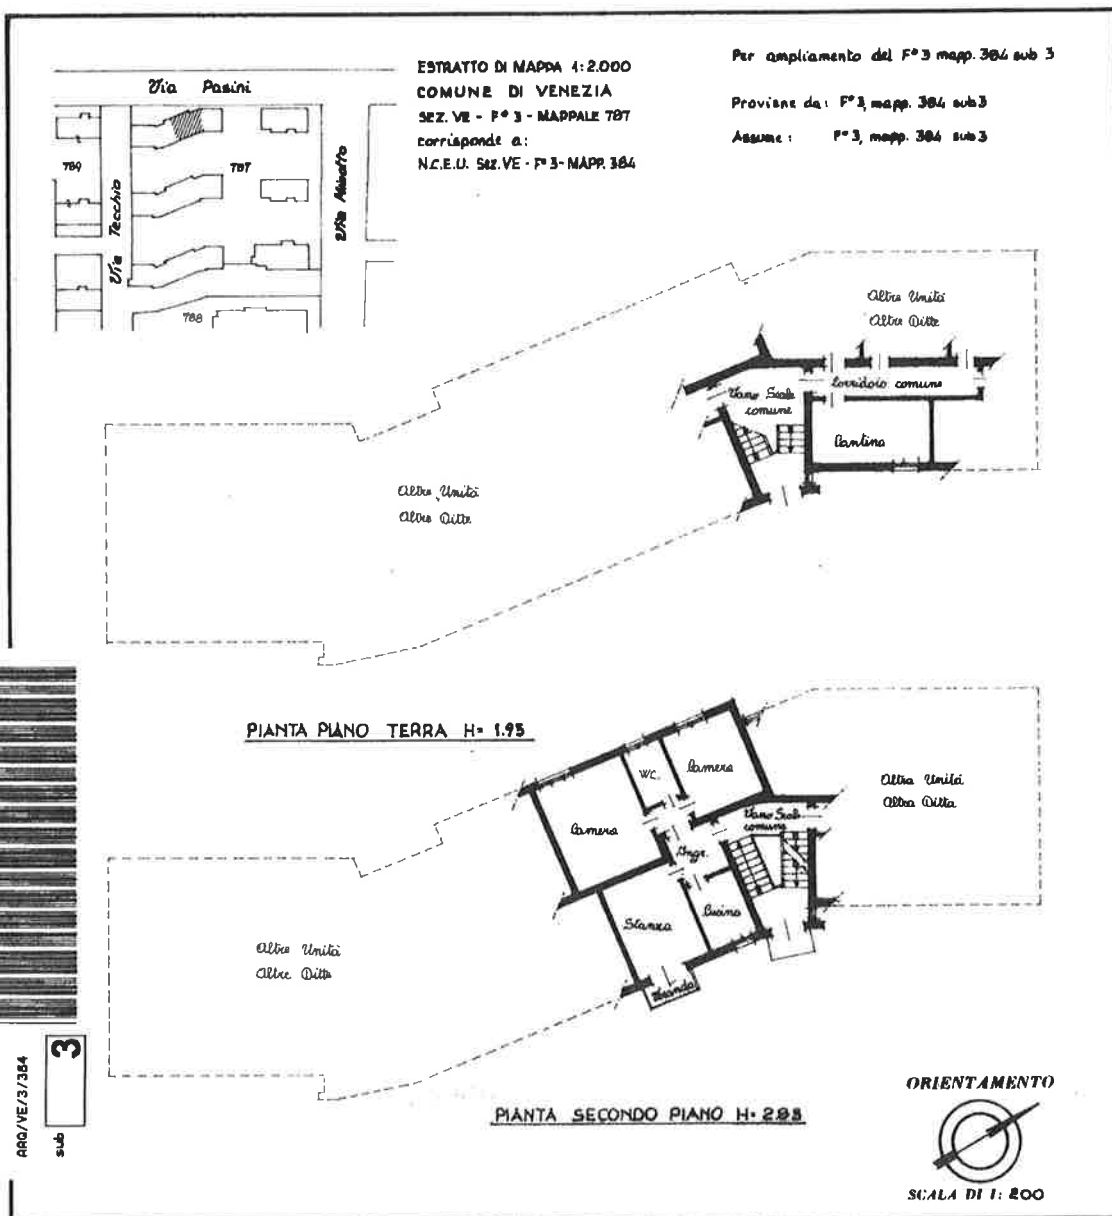 ESTRATTO DI MAPPA 1:2.000
COMUNE DI VENEZIA
SEZ. VE - F° 3 - MAPPALE 787
corrisponde a:
N.C.E.U. SEZ. VE - F° 3 - MAPP. 384
Per ampliamento del F° 3 mapp. 384 sub 3
Proviene da: F° 3, mapp. 384 sub 3
Assume: F° 3, mapp. 384 sub 3
Via Pasini
789
787
Via Tecchio
Via
788
Altre Unità
Altre Ditte
Corridoio comune
Vano Scale
comune
Cantina
Altre Unità
Altre Ditte
PIANTA PIANO TERRA H= 1.95
W.C.
Camera
Altra Unità
Altra Ditta
Vano Scale
comune
Camera
Ingr.
Cucina
Stanza
Altre Unità
Altre Ditte
Veranda
ARQ/VE/3/384
sub 3
PIANTA SECONDO PIANO H= 2.93
ORIENTAMENTO
SCALA DI 1: 200